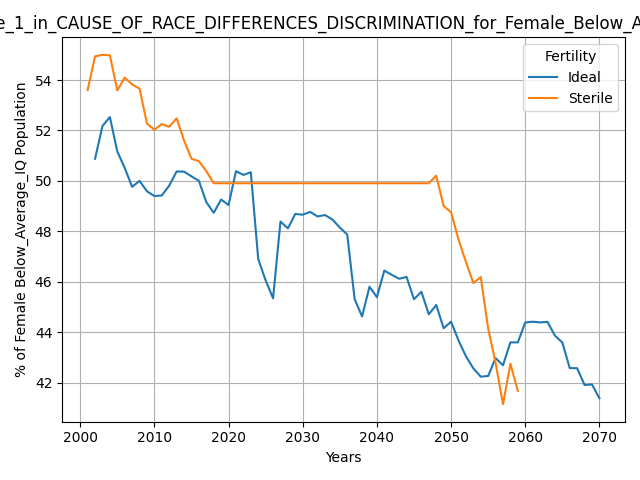 e_1_in_CAUSE_OF_RACE_DIFFERENCES_DISCRIMINATION_for_Female_Below_A
Fertility
Ideal
Sterile
% of Female Below_Average_IQ Population
54
52
50
48
46
44
42
2000 2010 2020 2030 2040 2050 2060 2070
Years